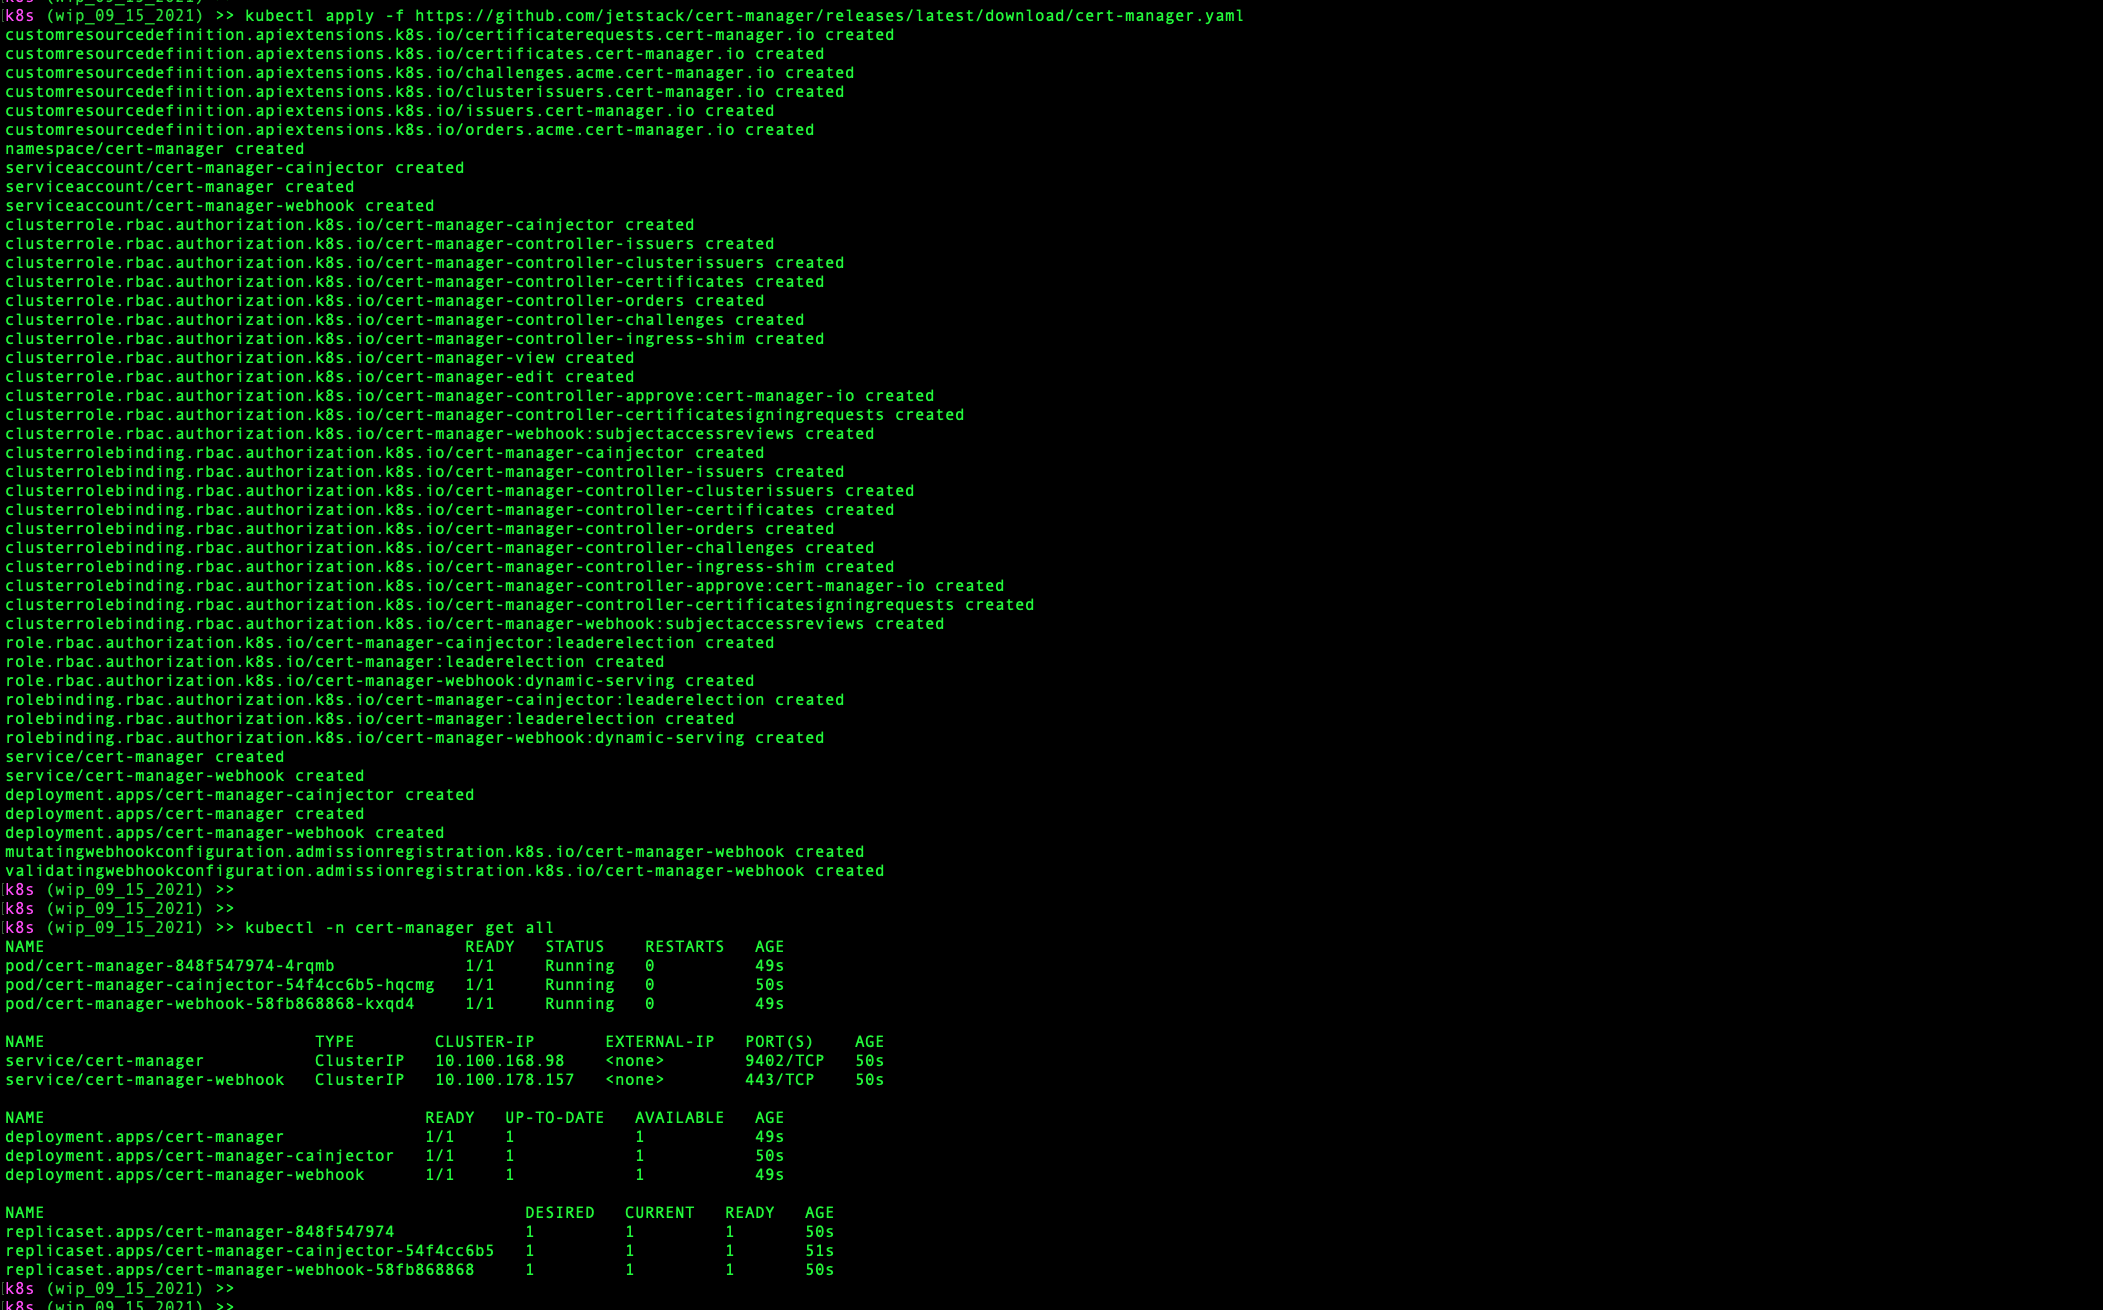 k8s (wip_09_15_2021) >>
k8s (wip_09_15_2021) >> kubectl apply -f https://github.com/jetstack/cert-manager/releases/latest/download/cert-manager.yaml
customresourcedefinition.apiextensions.k8s.io/certificaterequests.cert-manager.io created
customresourcedefinition.apiextensions.k8s.io/certificates.cert-manager.io created
customresourcedefinition.apiextensions.k8s.io/challenges.acme.cert-manager.io created
customresourcedefinition.apiextensions.k8s.io/clusterissuers.cert-manager.io created
customresourcedefinition.apiextensions.k8s.io/issuers.cert-manager.io created
customresourcedefinition.apiextensions.k8s.io/orders.acme.cert-manager.io created
namespace/cert-manager created
serviceaccount/cert-manager-cainjector created
serviceaccount/cert-manager created
serviceaccount/cert-manager-webhook created
clusterrole.rbac.authorization.k8s.io/cert-manager-cainjector created
clusterrole.rbac.authorization.k8s.io/cert-manager-controller-issuers created
clusterrole.rbac.authorization.k8s.io/cert-manager-controller-clusterissuers created
clusterrole.rbac.authorization.k8s.io/cert-manager-controller-certificates created
clusterrole.rbac.authorization.k8s.io/cert-manager-controller-orders created
clusterrole.rbac.authorization.k8s.io/cert-manager-controller-challenges created
clusterrole.rbac.authorization.k8s.io/cert-manager-controller-ingress-shim created
clusterrole.rbac.authorization.k8s.io/cert-manager-view created
clusterrole.rbac.authorization.k8s.io/cert-manager-edit created
clusterrole.rbac.authorization.k8s.io/cert-manager-controller-approve:cert-manager-io created
clusterrole.rbac.authorization.k8s.io/cert-manager-controller-certificatesigningrequests created
clusterrole.rbac.authorization.k8s.io/cert-manager-webhook:subjectaccessreviews created
clusterrolebinding.rbac.authorization.k8s.io/cert-manager-cainjector created
clusterrolebinding.rbac.authorization.k8s.io/cert-manager-controller-issuers created
clusterrolebinding.rbac.authorization.k8s.io/cert-manager-controller-clusterissuers created
clusterrolebinding.rbac.authorization.k8s.io/cert-manager-controller-certificates created
clusterrolebinding.rbac.authorization.k8s.io/cert-manager-controller-orders created
clusterrolebinding.rbac.authorization.k8s.io/cert-manager-controller-challenges created
clusterrolebinding.rbac.authorization.k8s.io/cert-manager-controller-ingress-shim created
clusterrolebinding.rbac.authorization.k8s.io/cert-manager-controller-approve:cert-manager-io created
clusterrolebinding.rbac.authorization.k8s.io/cert-manager-controller-certificatesigningrequests created
clusterrolebinding.rbac.authorization.k8s.io/cert-manager-webhook:subjectaccessreviews created
role.rbac.authorization.k8s.io/cert-manager-cainjector:leaderelection created
role.rbac.authorization.k8s.io/cert-manager:leaderelection created
role.rbac.authorization.k8s.io/cert-manager-webhook:dynamic-serving created
rolebinding.rbac.authorization.k8s.io/cert-manager-cainjector:leaderelection created
rolebinding.rbac.authorization.k8s.io/cert-manager:leaderelection created
rolebinding.rbac.authorization.k8s.io/cert-manager-webhook:dynamic-serving created
service/cert-manager created
service/cert-manager-webhook created
deployment.apps/cert-manager-cainjector created
deployment.apps/cert-manager created
deployment.apps/cert-manager-webhook created
mutatingwebhookconfiguration.admissionregistration.k8s.io/cert-manager-webhook created
validatingwebhookconfiguration.admissionregistration.k8s.io/cert-manager-webhook created
k8s (wip_09_15_2021) >>
k8s (wip_09_15_2021) >>
k8s (wip_09_15_2021) >> kubectl -n cert-manager get all
NAME READY STATUS RESTARTS AGE
pod/cert-manager-848f547974-4rqmb 1/1 Running 0 49s
pod/cert-manager-cainjector-54f4cc6b5-hqcmg 1/1 Running 0 50s
pod/cert-manager-webhook-58fb868868-kxqd4 1/1 Running 0 49s
NAME TYPE CLUSTER-IP EXTERNAL-IP PORT(S) AGE
service/cert-manager ClusterIP 10.100.168.98 <none> 9402/TCP 50s
service/cert-manager-webhook ClusterIP 10.100.178.157 <none> 443/TCP 50s
NAME READY UP-TO-DATE AVAILABLE AGE
deployment.apps/cert-manager 1/1 1 1 49s
deployment.apps/cert-manager-cainjector 1/1 1 1 50s
deployment.apps/cert-manager-webhook 1/1 1 1 49s
NAME DESIRED CURRENT READY AGE
replicaset.apps/cert-manager-848f547974 1 1 1 50s
replicaset.apps/cert-manager-cainjector-54f4cc6b5 1 1 1 51s
replicaset.apps/cert-manager-webhook-58fb868868 1 1 1 50s
k8s (wip_09_15_2021) >>
k8s (wip_09_15_2021) >>